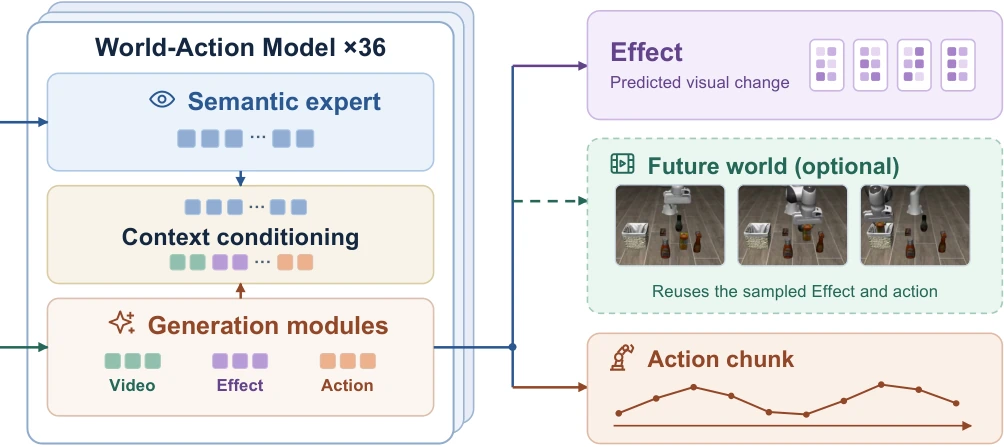 World-Action Model ×36
Semantic expert
Context conditioning
Generation modules
Video
Effect
Action
Effect
Predicted visual change
Future world (optional)
Reuses the sampled Effect and action
Action chunk